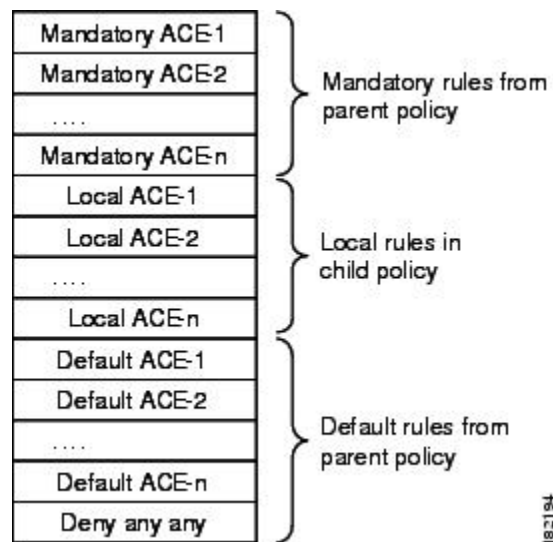 Mandatory ACE-1
Mandatory ACE-2
....
Mandatory ACE-n
Local ACE-1
Local ACE-2
....
Local ACE-n
Default ACE-1
Default ACE-2
....
Default ACE-n
Deny any any
Mandatory rules from
parent policy
Local rules in
child policy
Default rules from
parent policy
182194